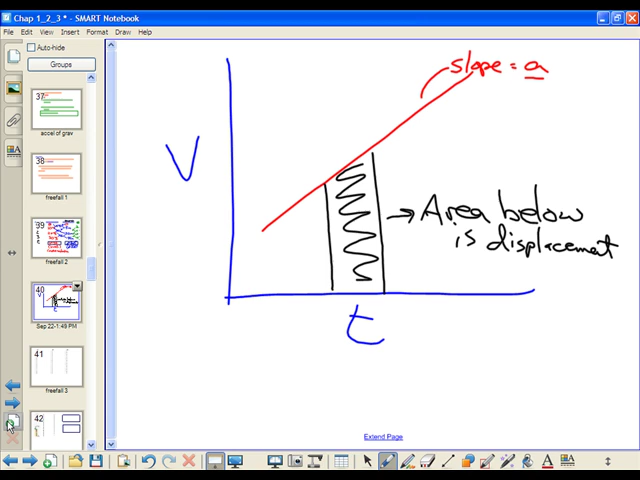 Chap 1_2_3 * - SMART Notebook
File Edit View Insert Format Draw Help
Auto-hide
Groups
37
accel of grav
38
freefall 1
39
freefall 2
40
Sep 22-1:49 PM
41
freefall 3
42
slope = a
V
→ Area below
is displacement
t
Extend Page